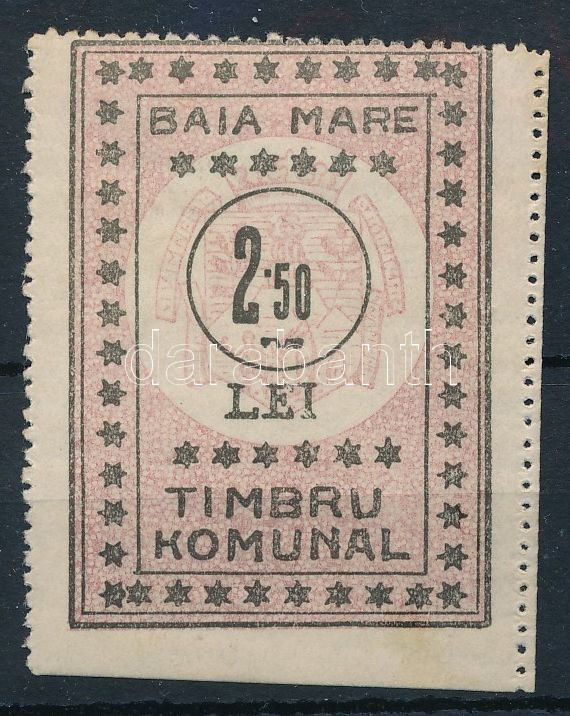 BAIA MARE
2·50
LEI
TIMBRU
KOMUNAL
darabanth